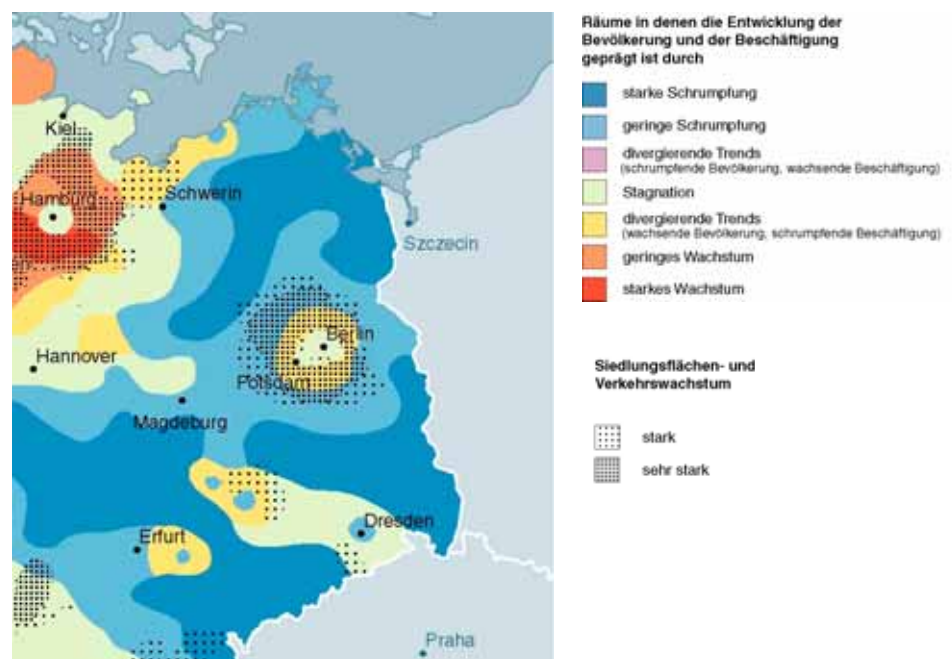 Kiel
Hamburg
en
Schwerin
Szczecin
Hannover
Berlin
Potsdam
Magdeburg
Erfurt
Dresden
Praha
Räume in denen die Entwicklung der
Bevölkerung und der Beschäftigung
geprägt ist durch
starke Schrumpfung
geringe Schrumpfung
divergierende Trends
(schrumpfende Bevölkerung, wachsende Beschäftigung)
Stagnation
divergierende Trends
(wachsende Bevölkerung, schrumpfende Beschäftigung)
geringes Wachstum
starkes Wachstum
Siedlungsflächen- und
Verkehrswachstum
stark
sehr stark